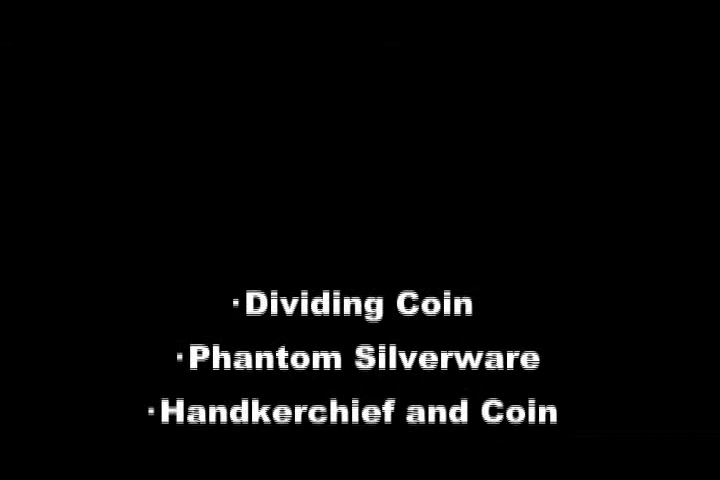 ·Dividing Coin
·Phantom Silverware
·Handkerchief and Coin